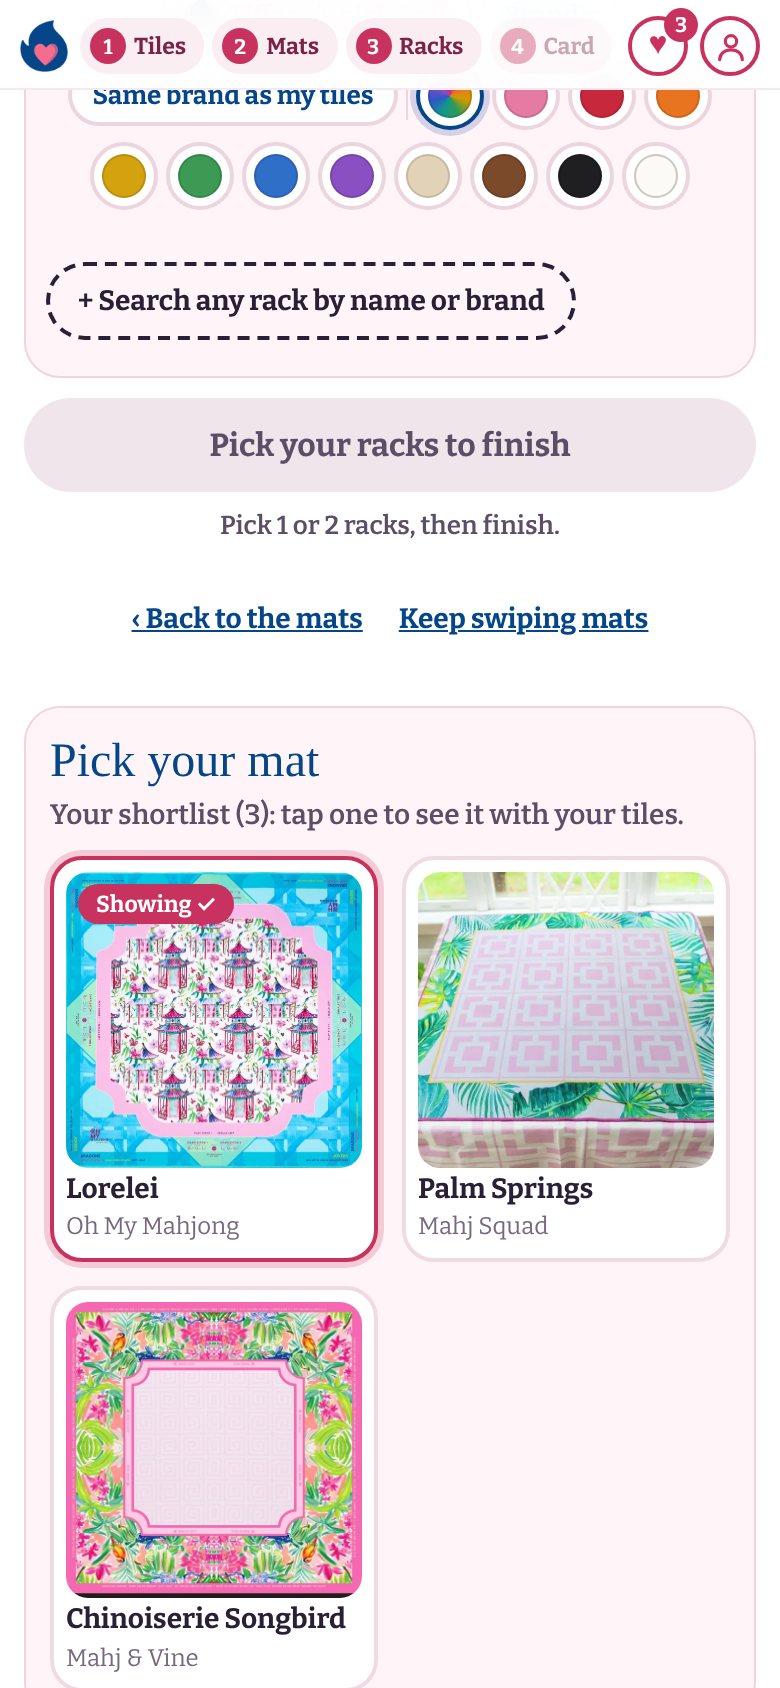 1 Tiles
2 Mats
3 Racks
4 Card
3
Same brand as my tiles
+ Search any rack by name or brand
Pick your racks to finish
Pick 1 or 2 racks, then finish.
‹ Back to the mats
Keep swiping mats
Pick your mat
Your shortlist (3): tap one to see it with your tiles.
Showing ✓
Lorelei
Oh My Mahjong
Palm Springs
Mahj Squad
Chinoiserie Songbird
Mahj & Vine